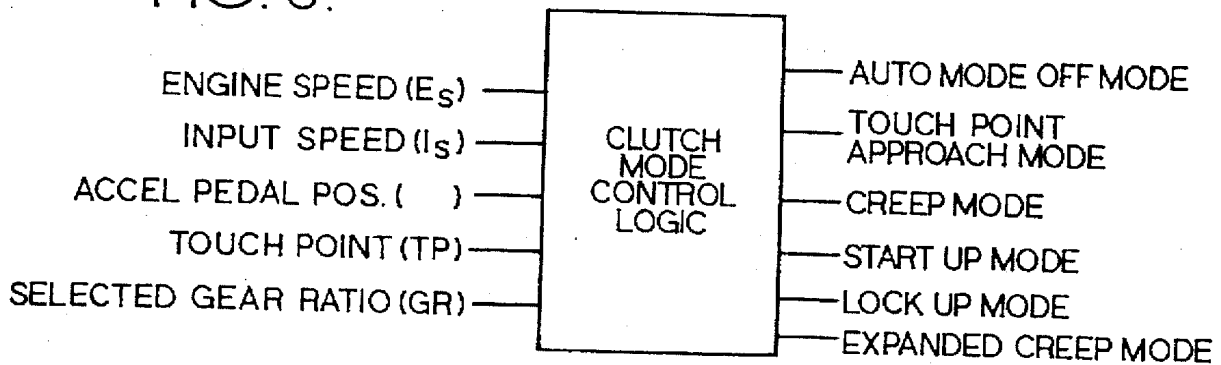 ENGINE SPEED (ES)
INPUT SPEED (IS)
ACCEL PEDAL POS. ( )
TOUCH POINT (TP)
SELECTED GEAR RATIO (GR)
CLUTCH
MODE
CONTROL
LOGIC
AUTO MODE OFF MODE
TOUCH POINT
APPROACH MODE
CREEP MODE
START UP MODE
LOCK UP MODE
EXPANDED CREEP MODE